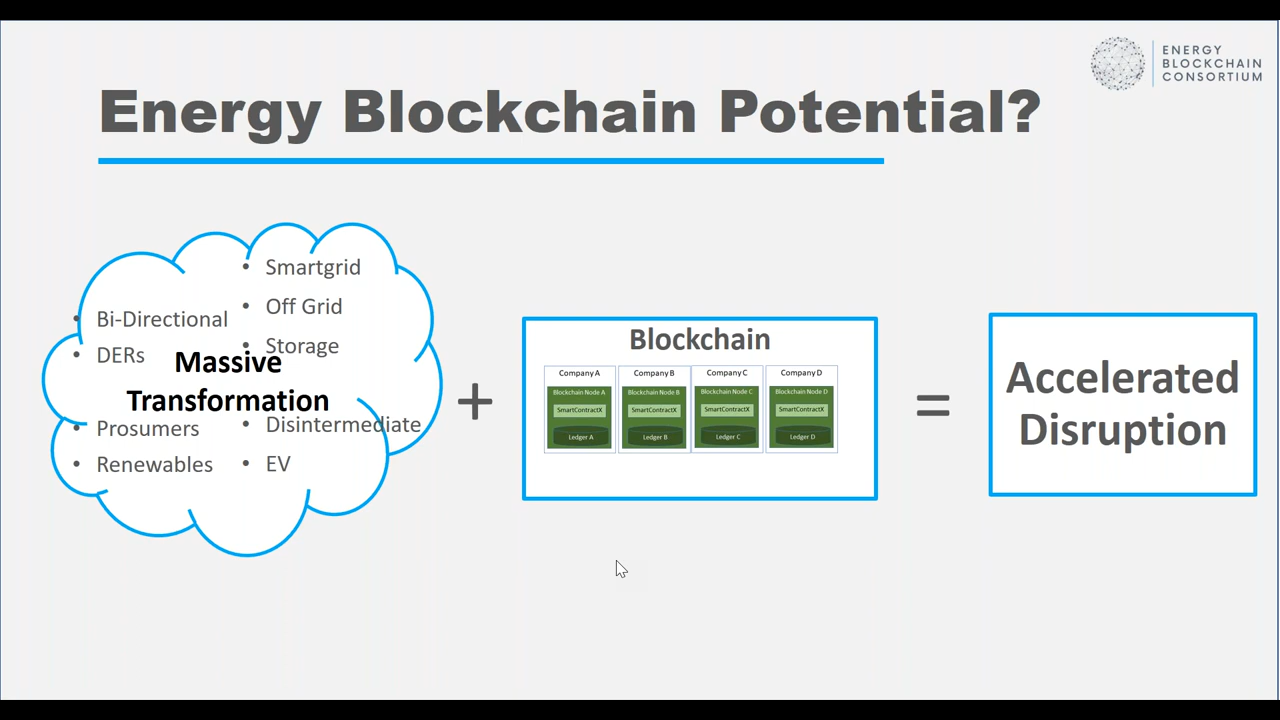 ENERGY
BLOCKCHAIN
CONSORTIUM
Energy Blockchain Potential?
• Smartgrid
• Off Grid
• Storage
• Disintermediate
• EV
• Bi-Directional
• DERs
• Prosumers
• Renewables
Massive
Transformation
+
Blockchain
Company A
Blockchain Node A
SmartContractX
Ledger A
Company B
Blockchain Node B
SmartContractX
Ledger B
Company C
Blockchain Node C
SmartContractX
Ledger C
Company D
Blockchain Node D
SmartContractX
Ledger D
=
Accelerated
Disruption